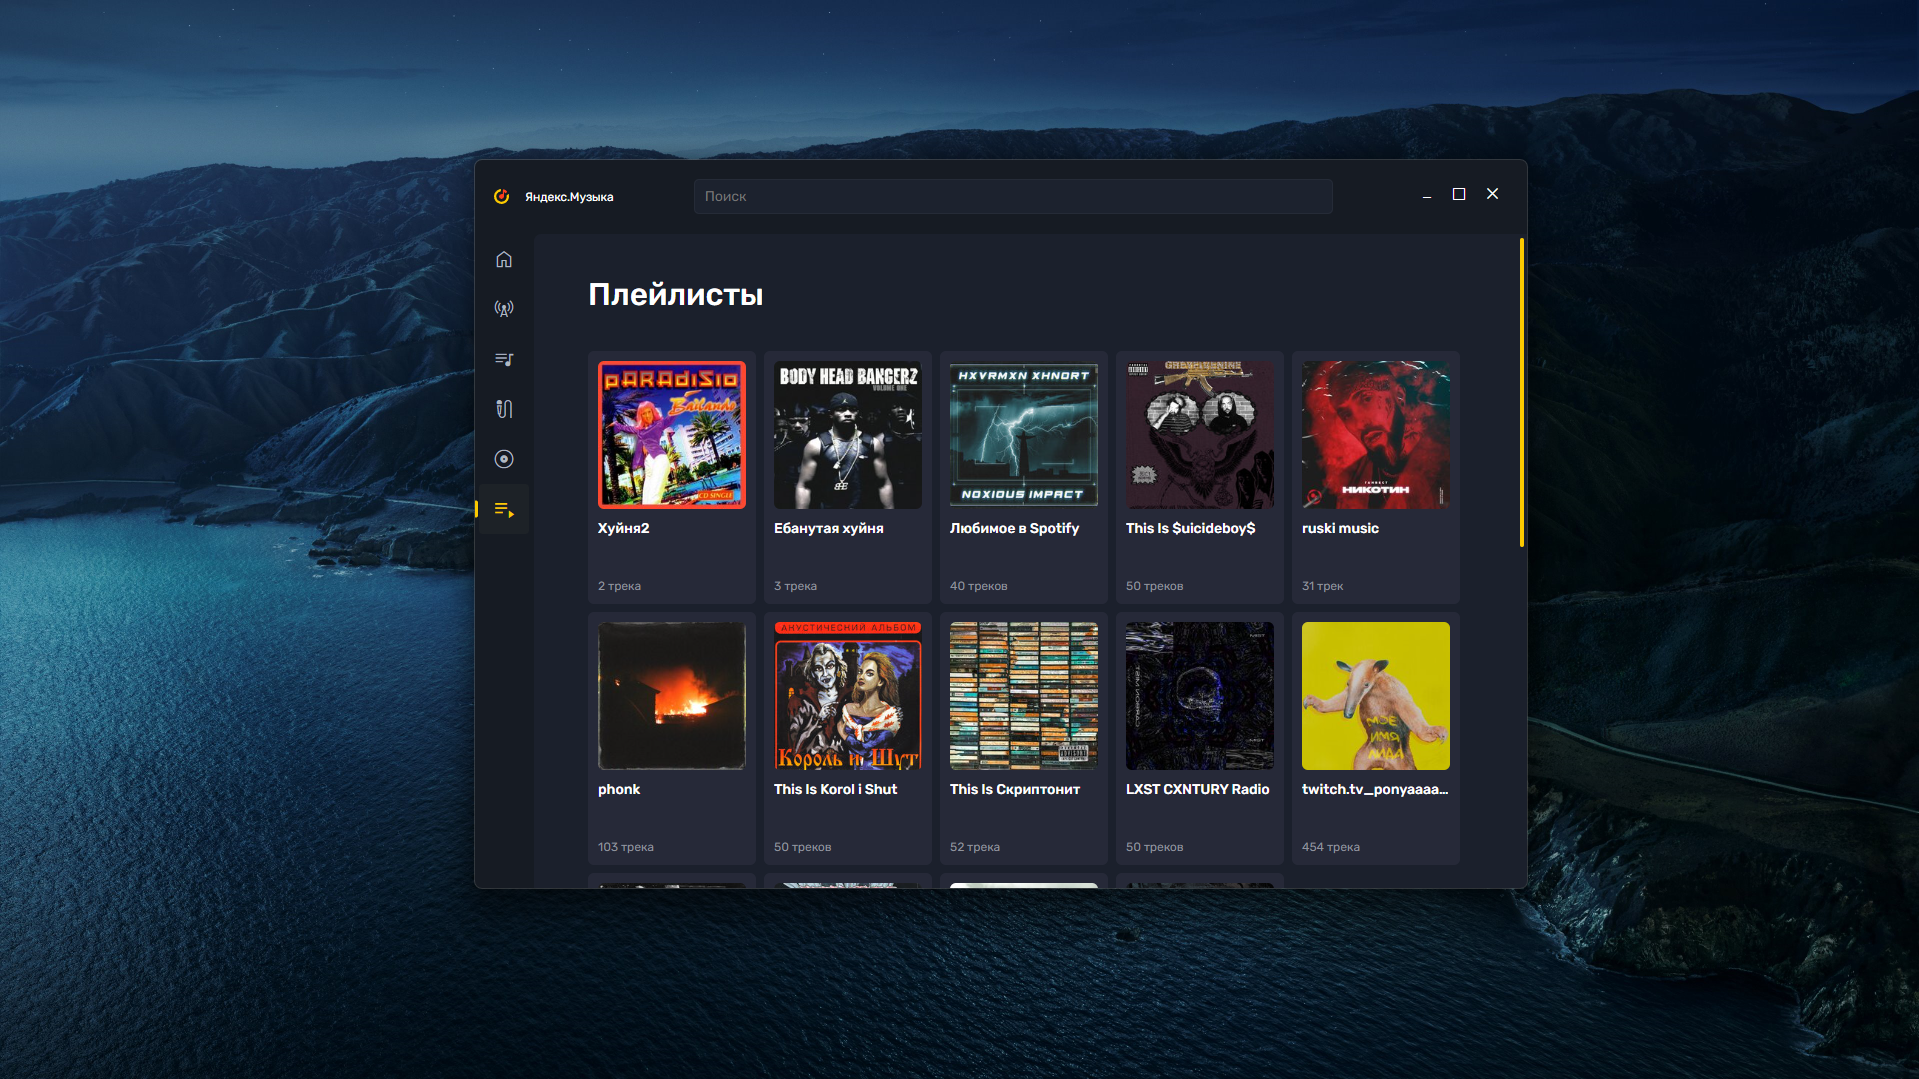 Яндекс.Музыка
Поиск
Плейлисты
pARAdiSio
Bailando
CD SINGLE
BODY HEAD BANGERZ
VOLUME ONE
HXVRMXN XHNORT
NOXIOUS IMPACT
FORREST
НИКОТИН
Хуйня2
Ебанутая хуйня
Любимое в Spotify
This Is $uicideboy$
ruski music
2 трека
3 трека
40 треков
50 треков
31 трек
АКУСТИЧЕСКИЙ АЛЬБОМ
Король и Шут
МОЕ
ИМЯ
ЛИДА
phonk
This Is Korol i Shut
This Is Скриптонит
LXST CXNTURY Radio
twitch.tv_ponyaaaa...
103 трека
50 треков
52 трека
50 треков
454 трека